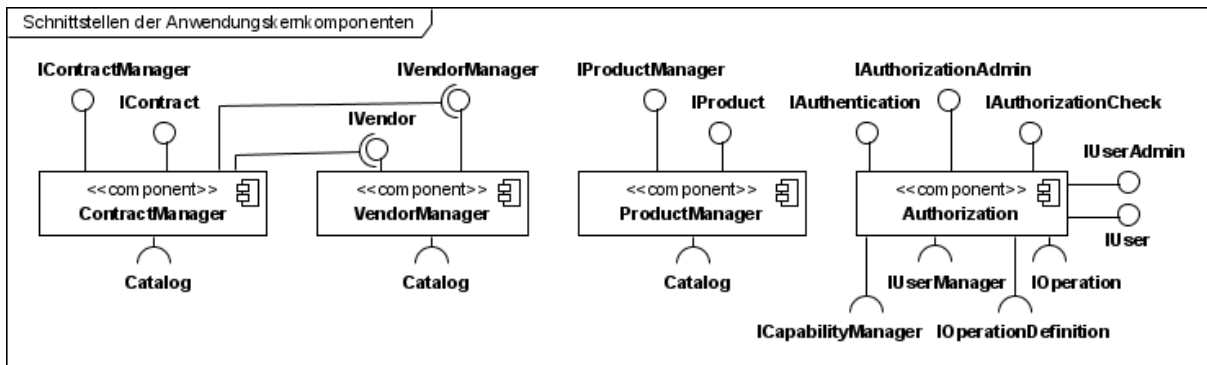 Schnittstellen der Anwendungskernkomponenten
IContractManager
IVendorManager
IProductManager
IAuthorizationAdmin
IContract
IVendor
IProduct
IAuthentication
IAuthorizationCheck
IUserAdmin
<<component>>
ContractManager
<<component>>
VendorManager
<<component>>
ProductManager
<<component>>
Authorization
IUser
Catalog
Catalog
Catalog
IUserManager
IOperation
ICapabilityManager
IOperationDefinition